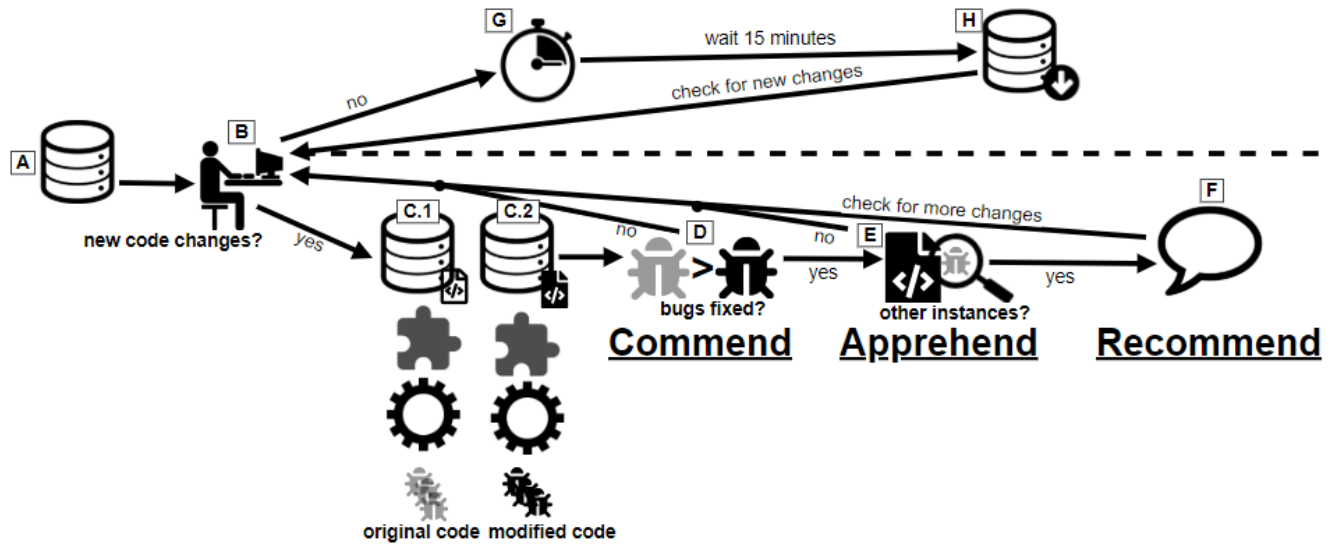 G
H
wait 15 minutes
check for new changes
no
A
B
new code changes?
yes
C.1
C.2
no
D
bugs fixed?
yes
no
E
other instances?
check for more changes
yes
F
Commend
Apprehend
Recommend
original code
modified code
>
</>
</>
</>